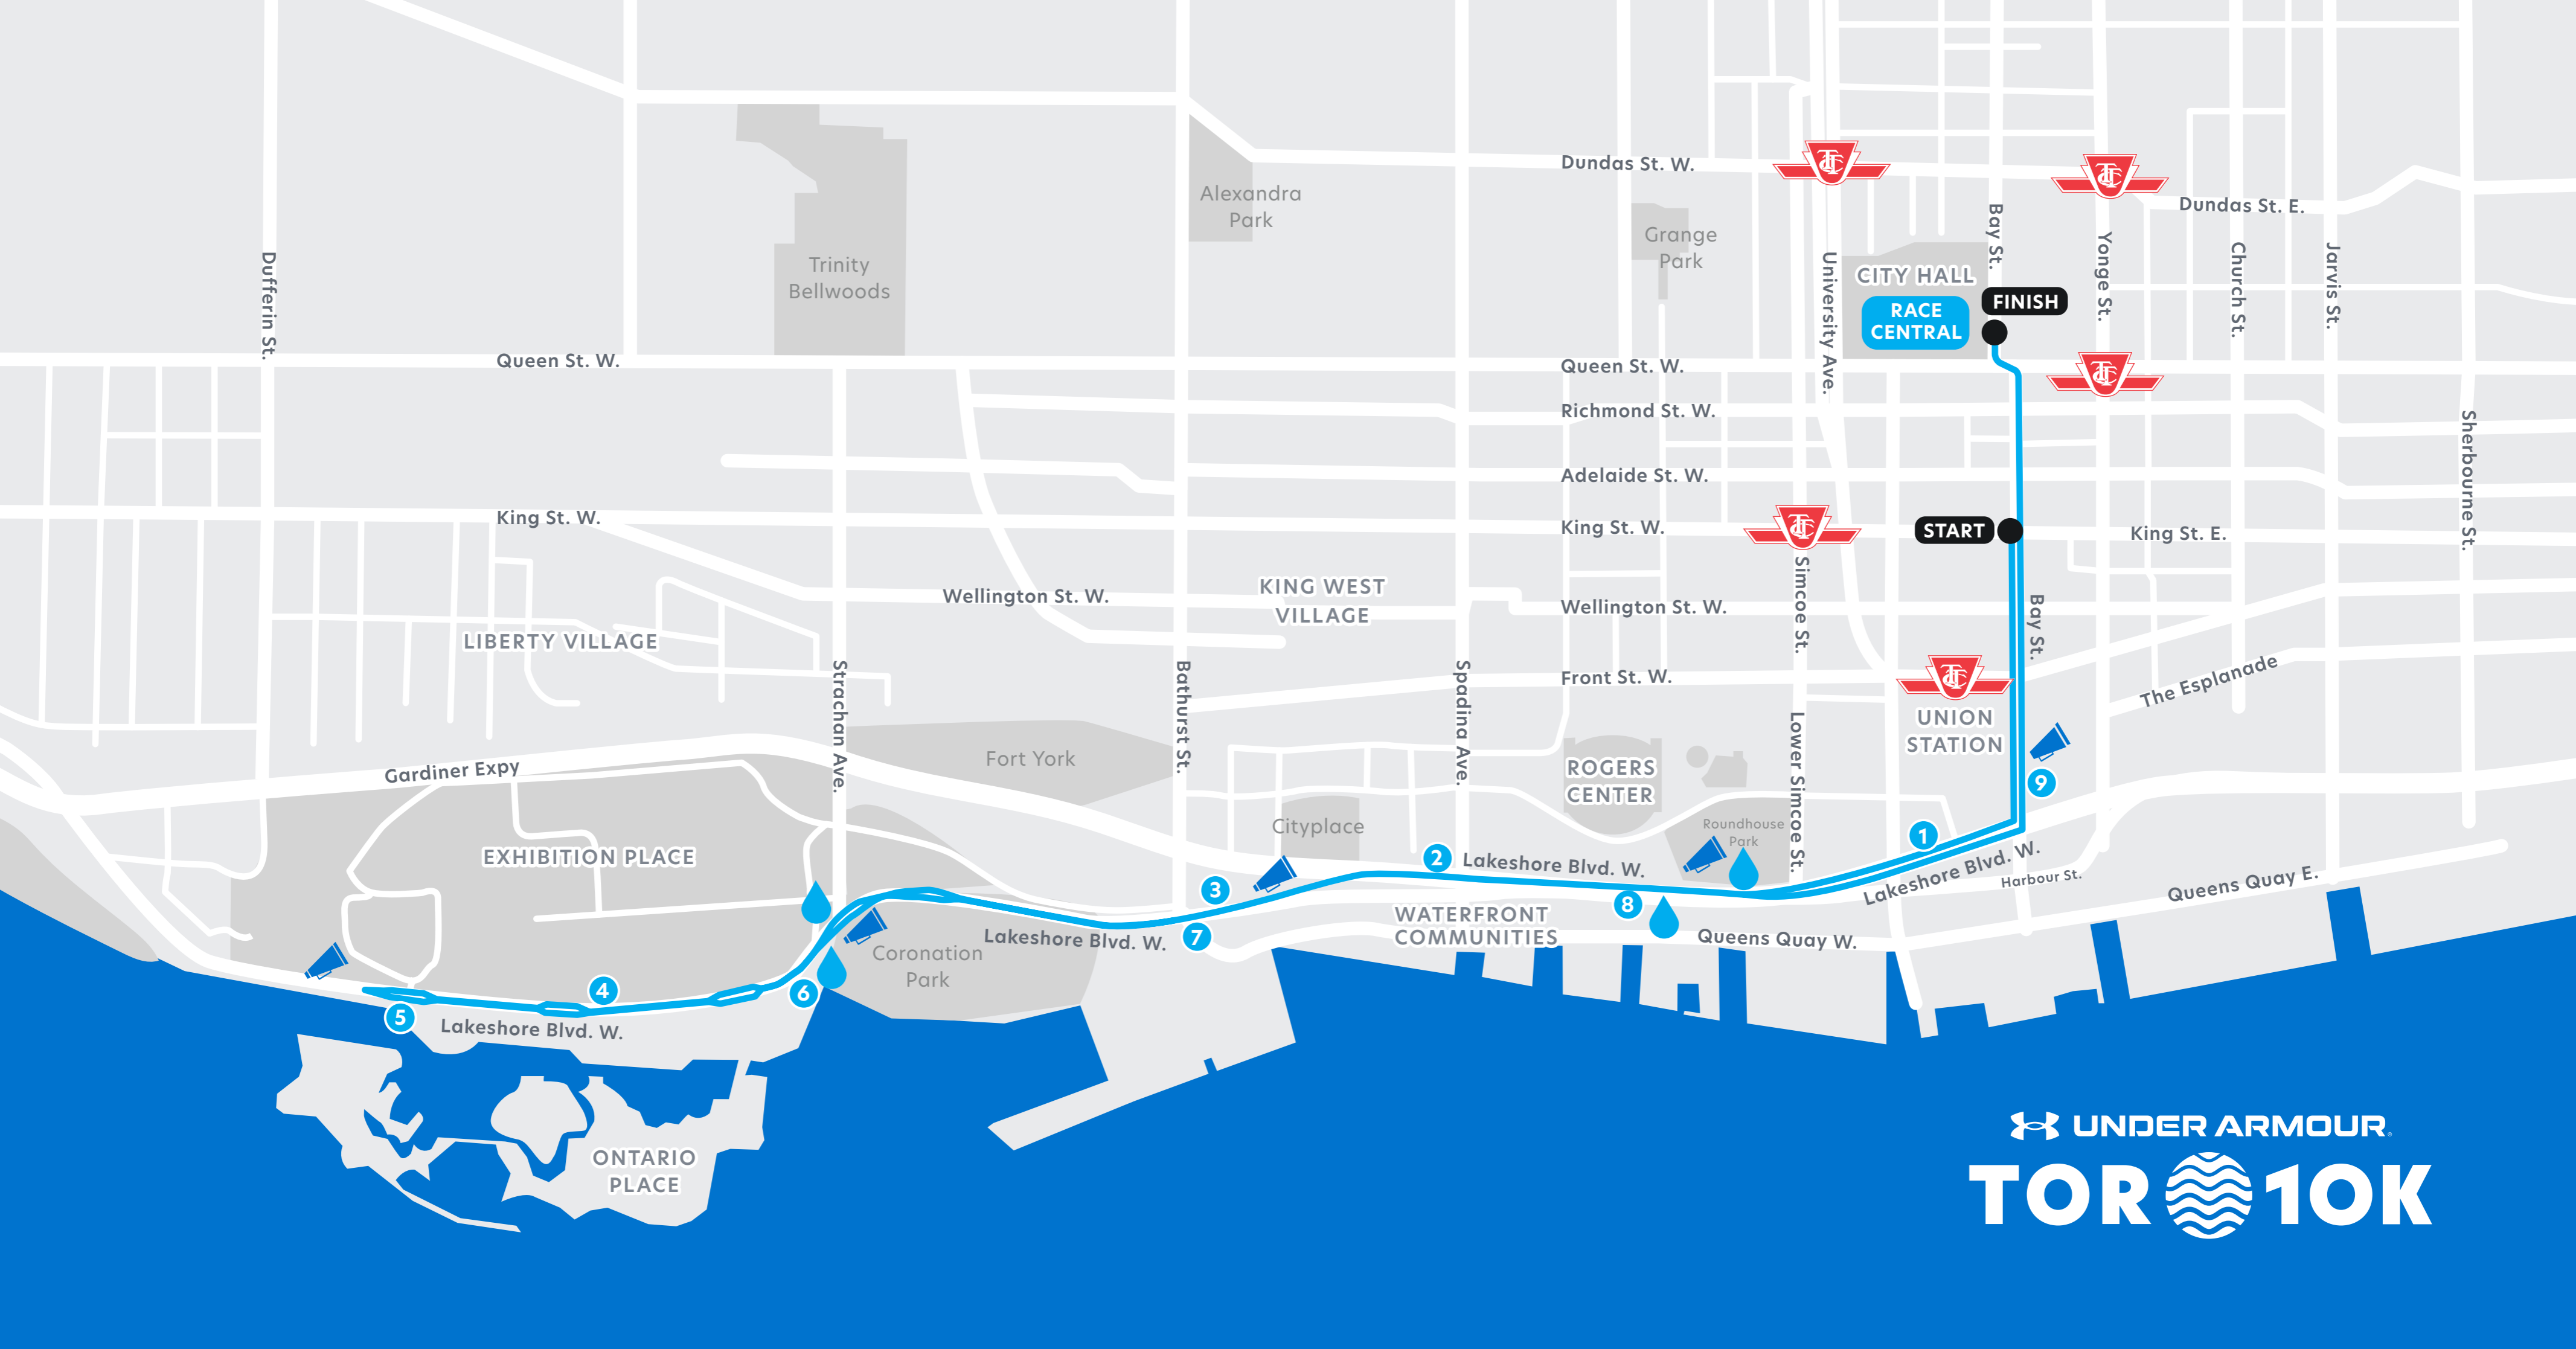 Dundas St. W.
Alexandra
Park
Dundas St. E.
Bay St.
Grange
Park
Yonge St.
Church St.
Jarvis St.
Dufferin St.
Trinity
Bellwoods
University Ave.
CITY HALL
RACE
CENTRAL
FINISH
Queen St. W.
Queen St. W.
Richmond St. W.
Sherbourne St.
Adelaide St. W.
King St. W.
King St. W.
START
King St. E.
Simcoe St.
KING WEST
VILLAGE
Wellington St. W.
Wellington St. W.
Bay St.
LIBERTY VILLAGE
Strachan Ave.
Bathurst St.
Spadina Ave.
Front St. W.
The Esplanade
Lower Simcoe St.
UNION
STATION
Fort York
Gardiner Expy
ROGERS
CENTER
9
Cityplace
Roundhouse
Park
1
EXHIBITION PLACE
2
Lakeshore Blvd. W.
Lakeshore Blvd. W.
Harbour St.
Queens Quay E.
3
8
WATERFRONT
COMMUNITIES
7
Lakeshore Blvd. W.
Queens Quay W.
Coronation
Park
4
6
5
Lakeshore Blvd. W.
ONTARIO
PLACE
UNDER ARMOUR
TOR 10K
TTC
TTC
TTC
TTC
TTC